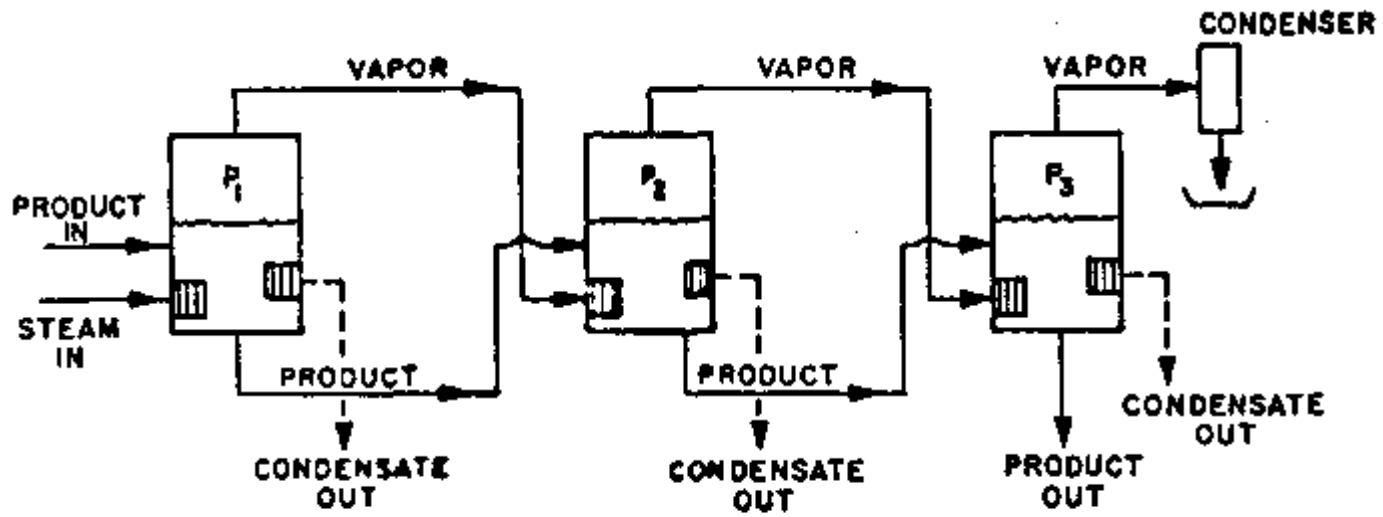 CONDENSER
VAPOR
VAPOR
VAPOR
P1
P2
P3
PRODUCT
IN
STEAM
IN
PRODUCT
PRODUCT
CONDENSATE
OUT
CONDENSATE
OUT
PRODUCT
OUT
CONDENSATE
OUT